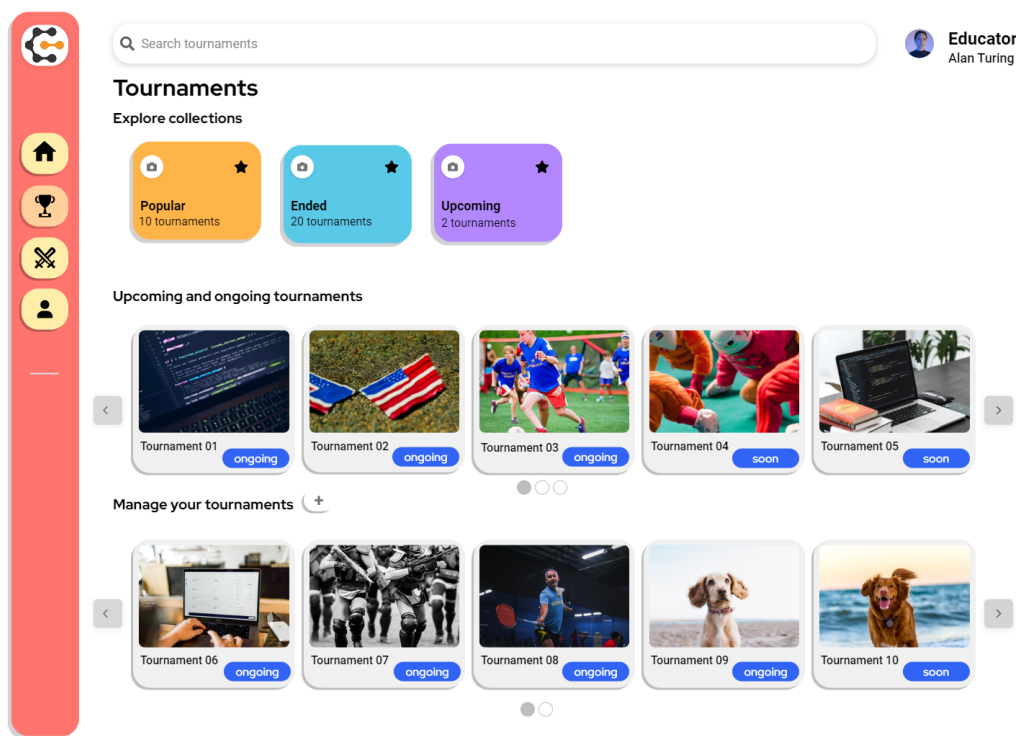 Search tournaments
Educator
Alan Turing
Tournaments
Explore collections
Popular
10 tournaments
Ended
20 tournaments
Upcoming
2 tournaments
Upcoming and ongoing tournaments
Tournament 01
ongoing
Tournament 02
ongoing
Tournament 03
ongoing
Tournament 04
soon
Tournament 05
soon
Manage your tournaments +
Tournament 06
ongoing
Tournament 07
ongoing
Tournament 08
ongoing
Tournament 09
ongoing
Tournament 10
soon